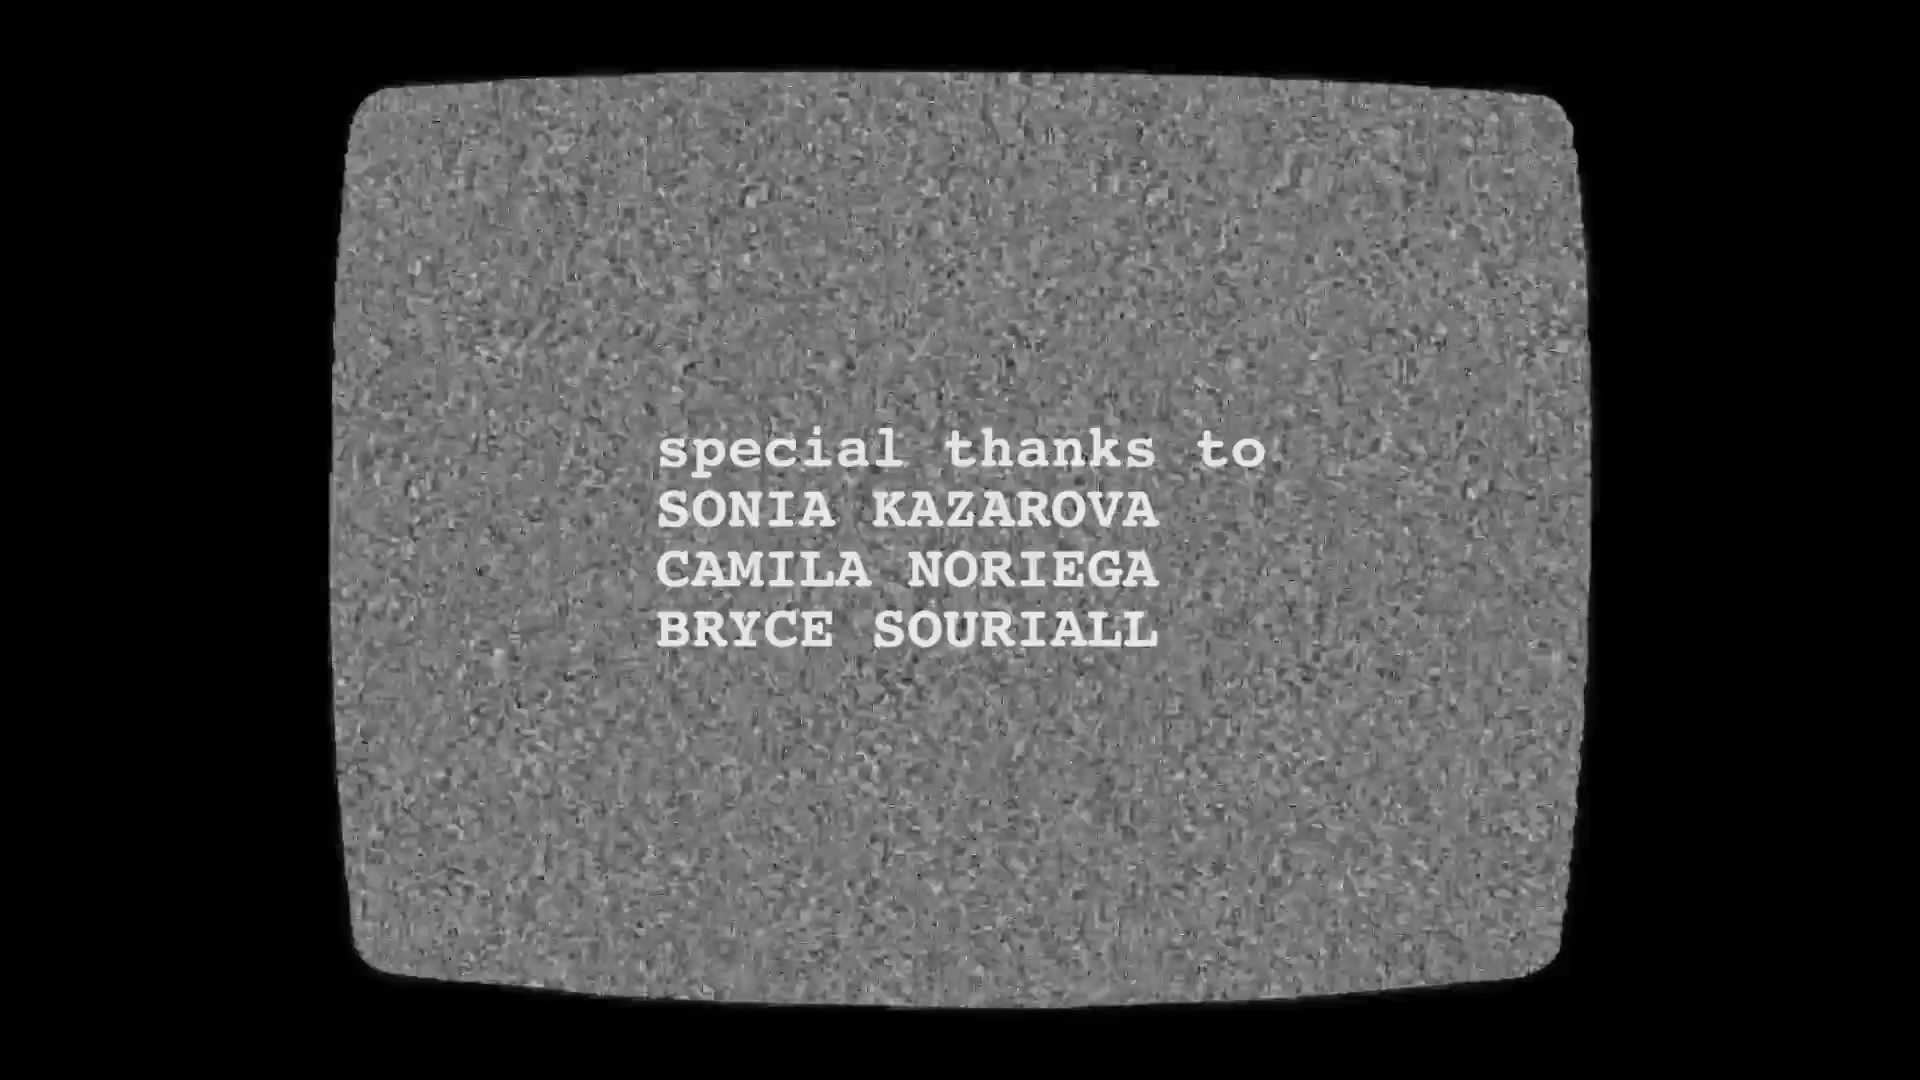 special thanks to
SONIA KAZAROVA
CAMILA NORIEGA
BRYCE SOURIALL